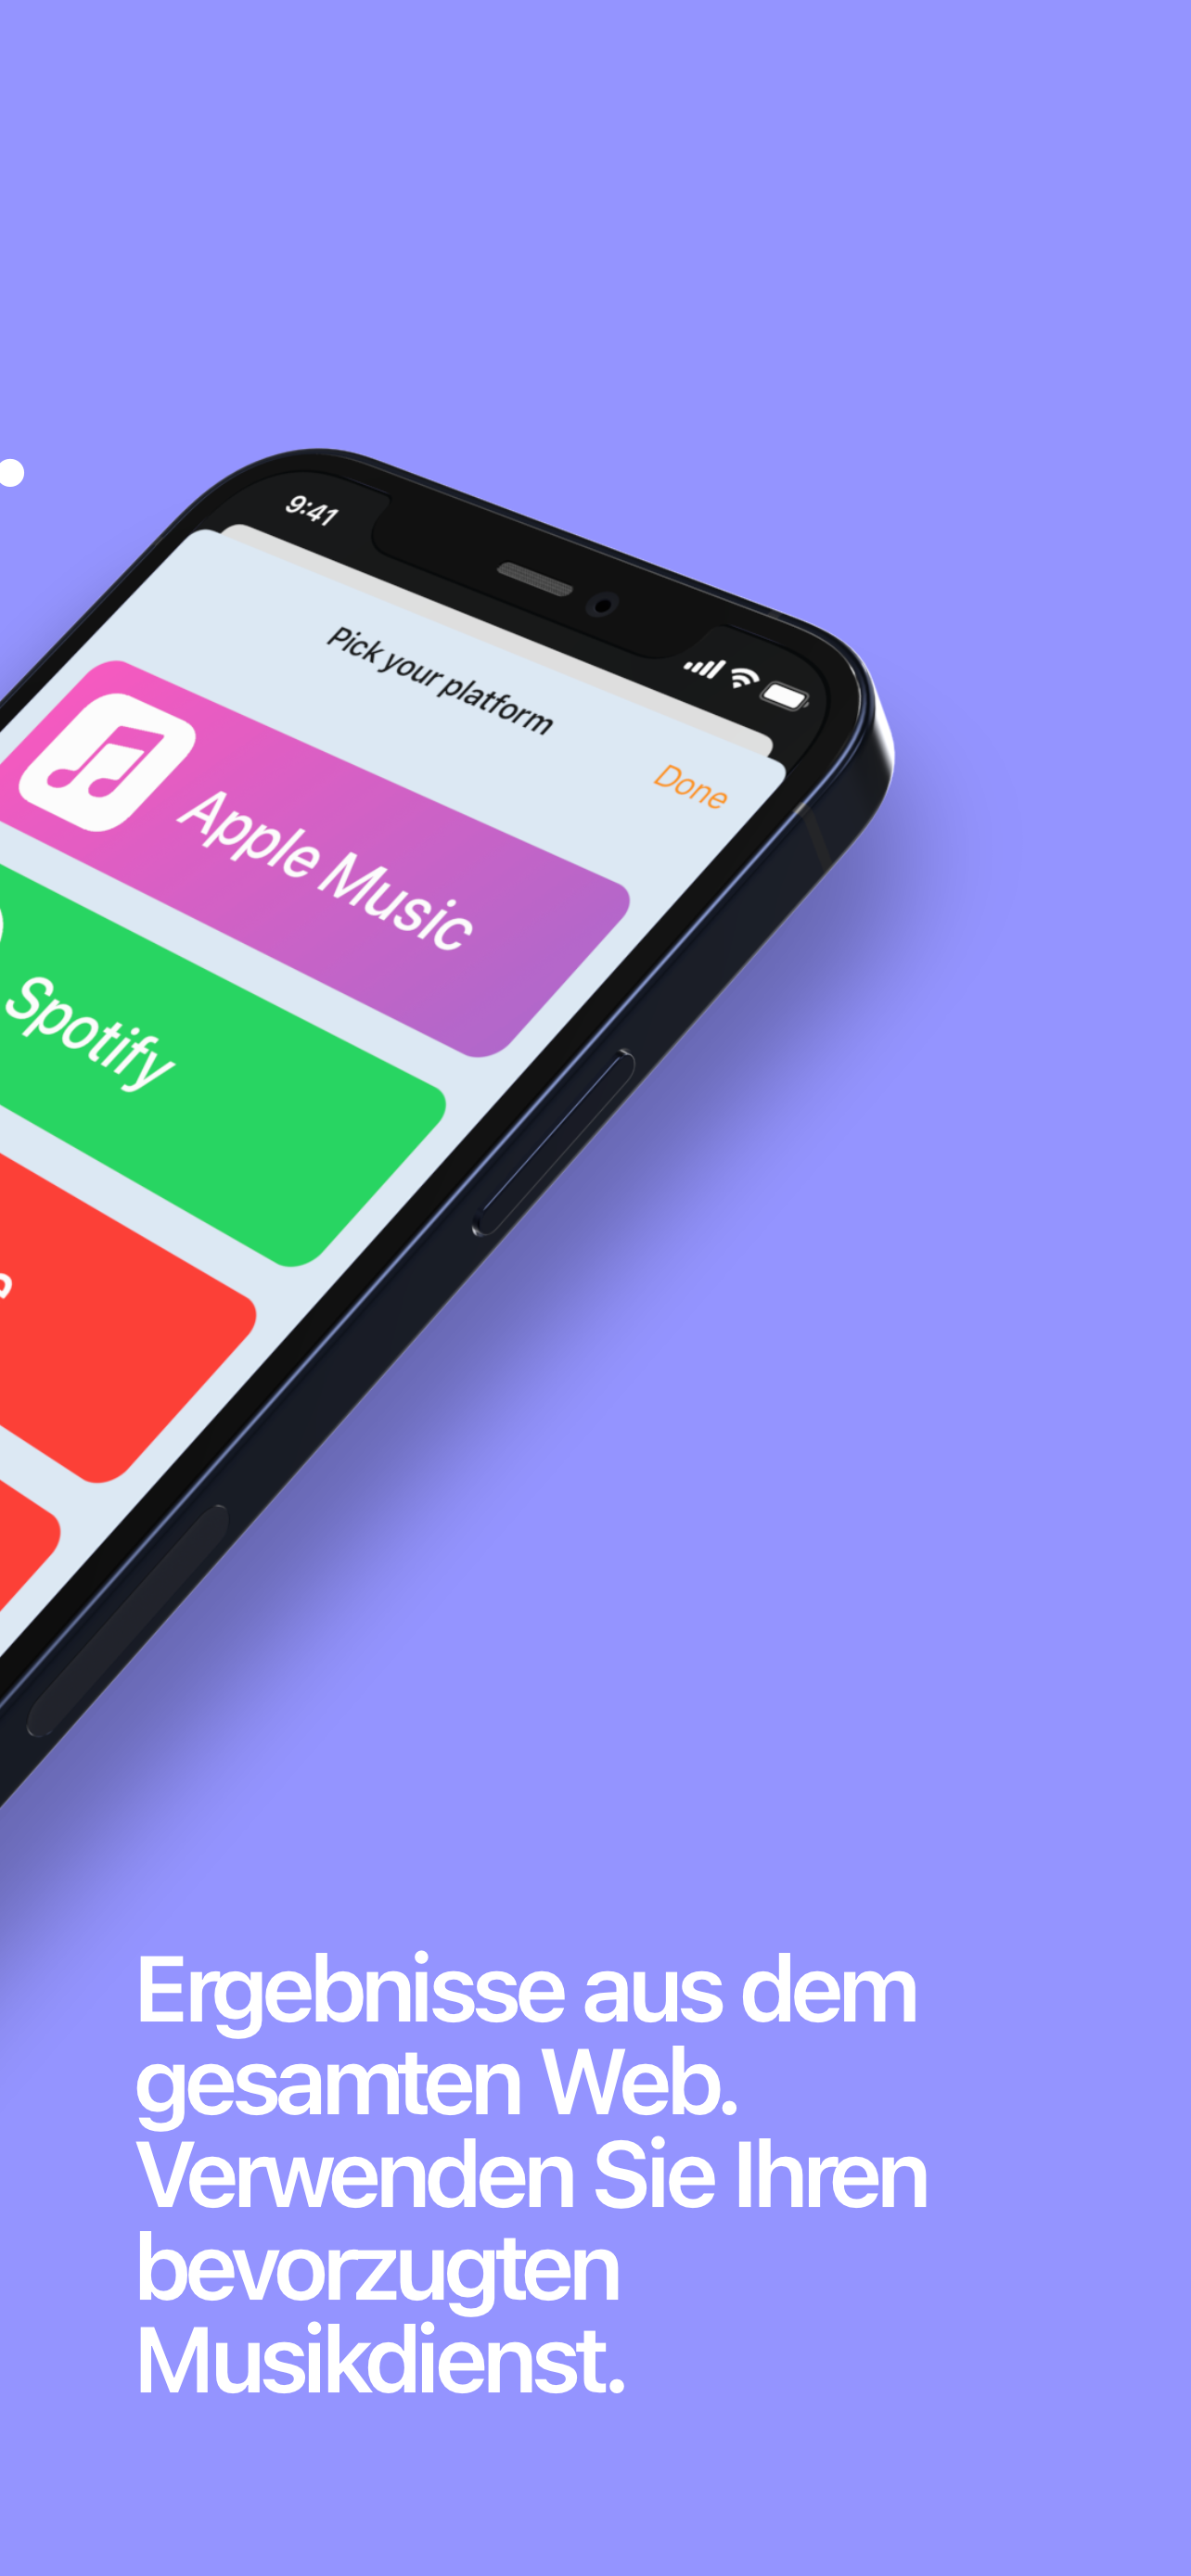 9:41
Pick your platform
Done
Apple Music
Spotify
Ergebnisse aus dem
gesamten Web.
Verwenden Sie Ihren
bevorzugten
Musikdienst.